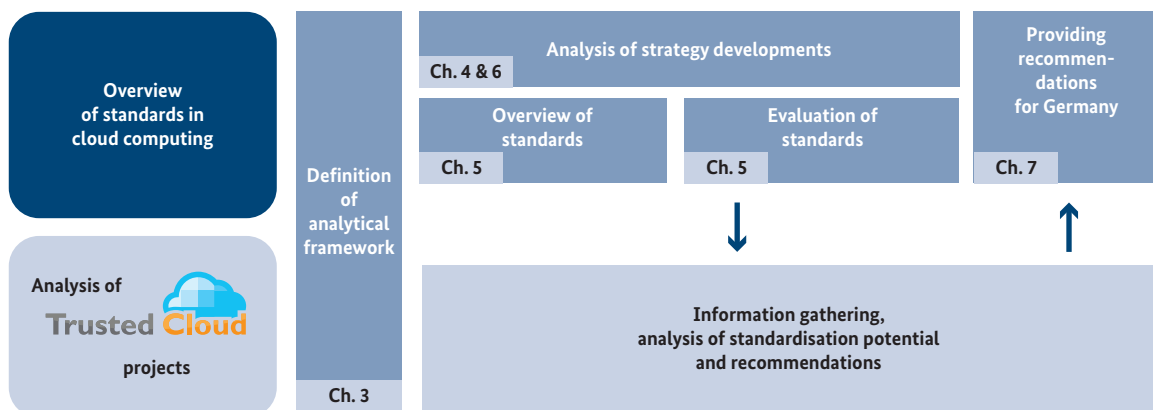 Overview
of standards in
cloud computing
Analysis of
Trusted Cloud
projects
Definition
of
analytical
framework
Ch. 3
Analysis of strategy developments
Ch. 4 & 6
Overview of
standards
Ch. 5
Evaluation of
standards
Ch. 5
Providing
recommen-
dations
for Germany
Ch. 7
Information gathering,
analysis of standardisation potential
and recommendations